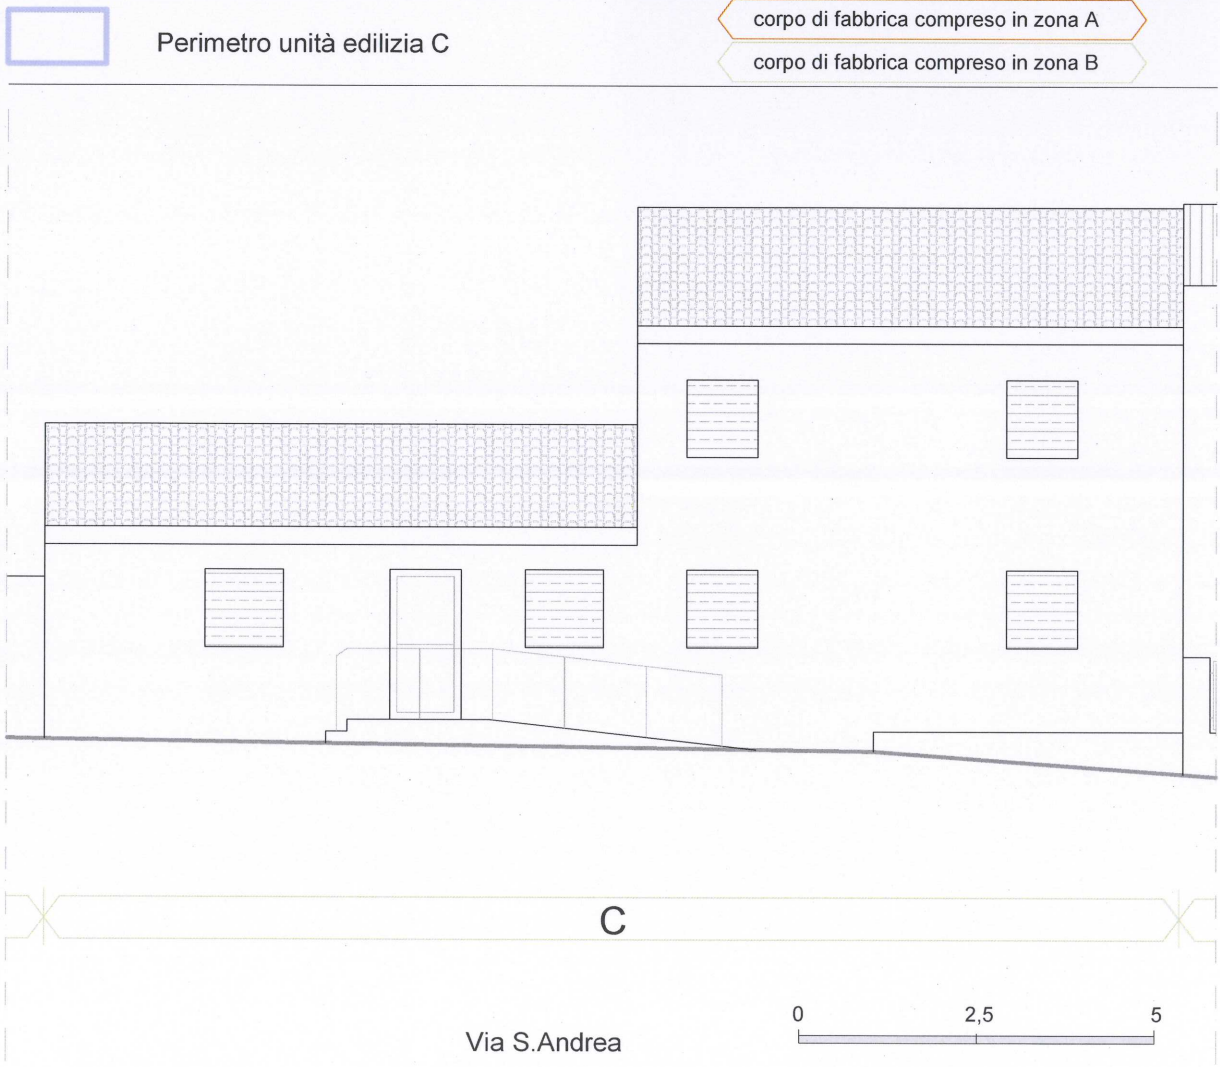 Perimetro unità edilizia C
corpo di fabbrica compreso in zona A
corpo di fabbrica compreso in zona B
C
Via S.Andrea
0 2,5 5